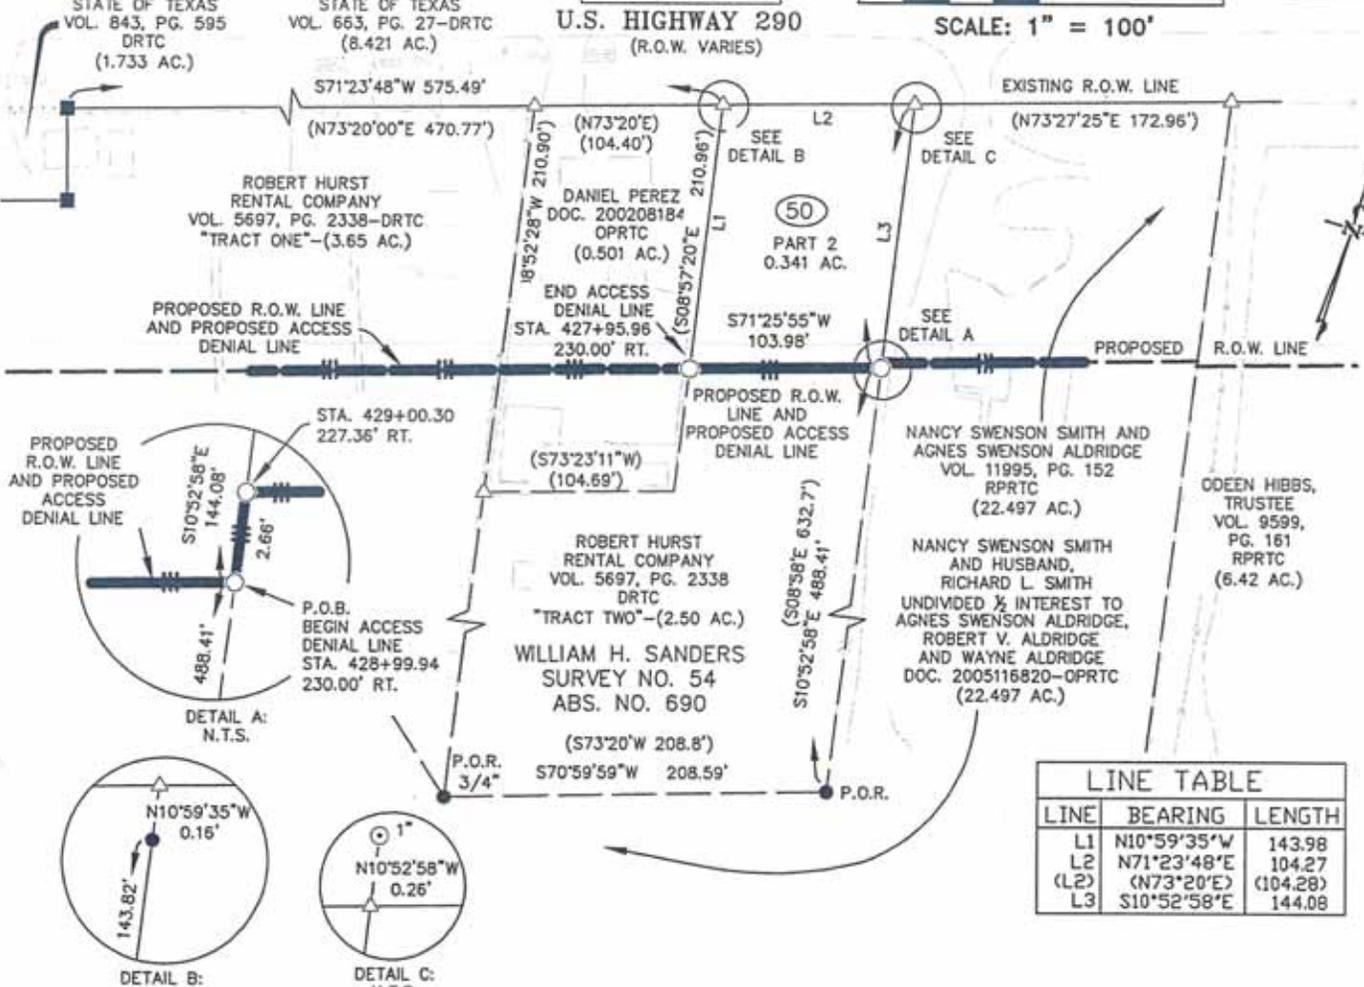 STATE OF TEXAS
VOL. 843, PG. 595
DRTC
(1.733 AC.)
STATE OF TEXAS
VOL. 663, PG. 27-DRTC
(8.421 AC.)
U.S. HIGHWAY 290
(R.O.W. VARIES)
SCALE: 1" = 100'
S71°23'48"W 575.49'
(N73°20'00"E 470.77')
(N73°20'E)
(104.40')
SEE
DETAIL B
L2
SEE
DETAIL C
EXISTING R.O.W. LINE
(N73°27'25"E 172.96')
ROBERT HURST
RENTAL COMPANY
VOL. 5697, PG. 2338-DRTC
"TRACT ONE"-(3.65 AC.)
18°52'28"W 210.90')
DANIEL PEREZ
DOC. 200208184
OPRTC
(0.501 AC.)
(S08°57'20"E 210.96')
L1
50
PART 2
0.341 AC.
L3
N
PROPOSED R.O.W. LINE
AND PROPOSED ACCESS
DENIAL LINE
END ACCESS
DENIAL LINE
STA. 427+95.96
230.00' RT.
S71°25'55"W
103.98'
SEE
DETAIL A
PROPOSED R.O.W. LINE
PROPOSED R.O.W.
LINE AND
PROPOSED ACCESS
DENIAL LINE
STA. 429+00.30
227.36' RT.
PROPOSED
R.O.W. LINE
AND PROPOSED
ACCESS
DENIAL LINE
S10°52'58"E
144.08'
2.66'
488.41'
P.O.B.
BEGIN ACCESS
DENIAL LINE
STA. 428+99.94
230.00' RT.
DETAIL A:
N.T.S.
(S73°23'11"W)
(104.69')
ROBERT HURST
RENTAL COMPANY
VOL. 5697, PG. 2338
DRTC
"TRACT TWO"-(2.50 AC.)
WILLIAM H. SANDERS
SURVEY NO. 54
ABS. NO. 690
(S08°58'E 632.7')
S10°52'58"E 488.41'
NANCY SWENSON SMITH AND
AGNES SWENSON ALDRIDGE
VOL. 11995, PG. 152
RPRTC
(22.497 AC.)
NANCY SWENSON SMITH
AND HUSBAND,
RICHARD L. SMITH
UNDIVIDED ½ INTEREST TO
AGNES SWENSON ALDRIDGE,
ROBERT V. ALDRIDGE
AND WAYNE ALDRIDGE
DOC. 2005116820-OPRTC
(22.497 AC.)
ODEEN HIBBS,
TRUSTEE
VOL. 9599,
PG. 161
RPRTC
(6.42 AC.)
(S73°20'W 208.8')
S70°59'59"W 208.59'
P.O.R.
3/4"
P.O.R.
N10°59'35"W
0.16'
143.82'
DETAIL B:
1"
N10°52'58"W
0.26'
DETAIL C:
LINE TABLE
LINE BEARING LENGTH
L1 N10°59'35"W 143.98
L2 N71°23'48"E 104.27
(L2) (N73°20'E) (104.28)
L3 S10°52'58"E 144.08